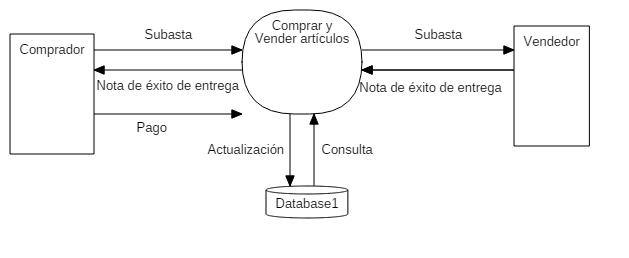 Comprador
Subasta
Nota de éxito de entrega
Pago
Comprar y
Vender artículos
Subasta
Nota de éxito de entrega
Vendedor
Actualización
Consulta
Database1